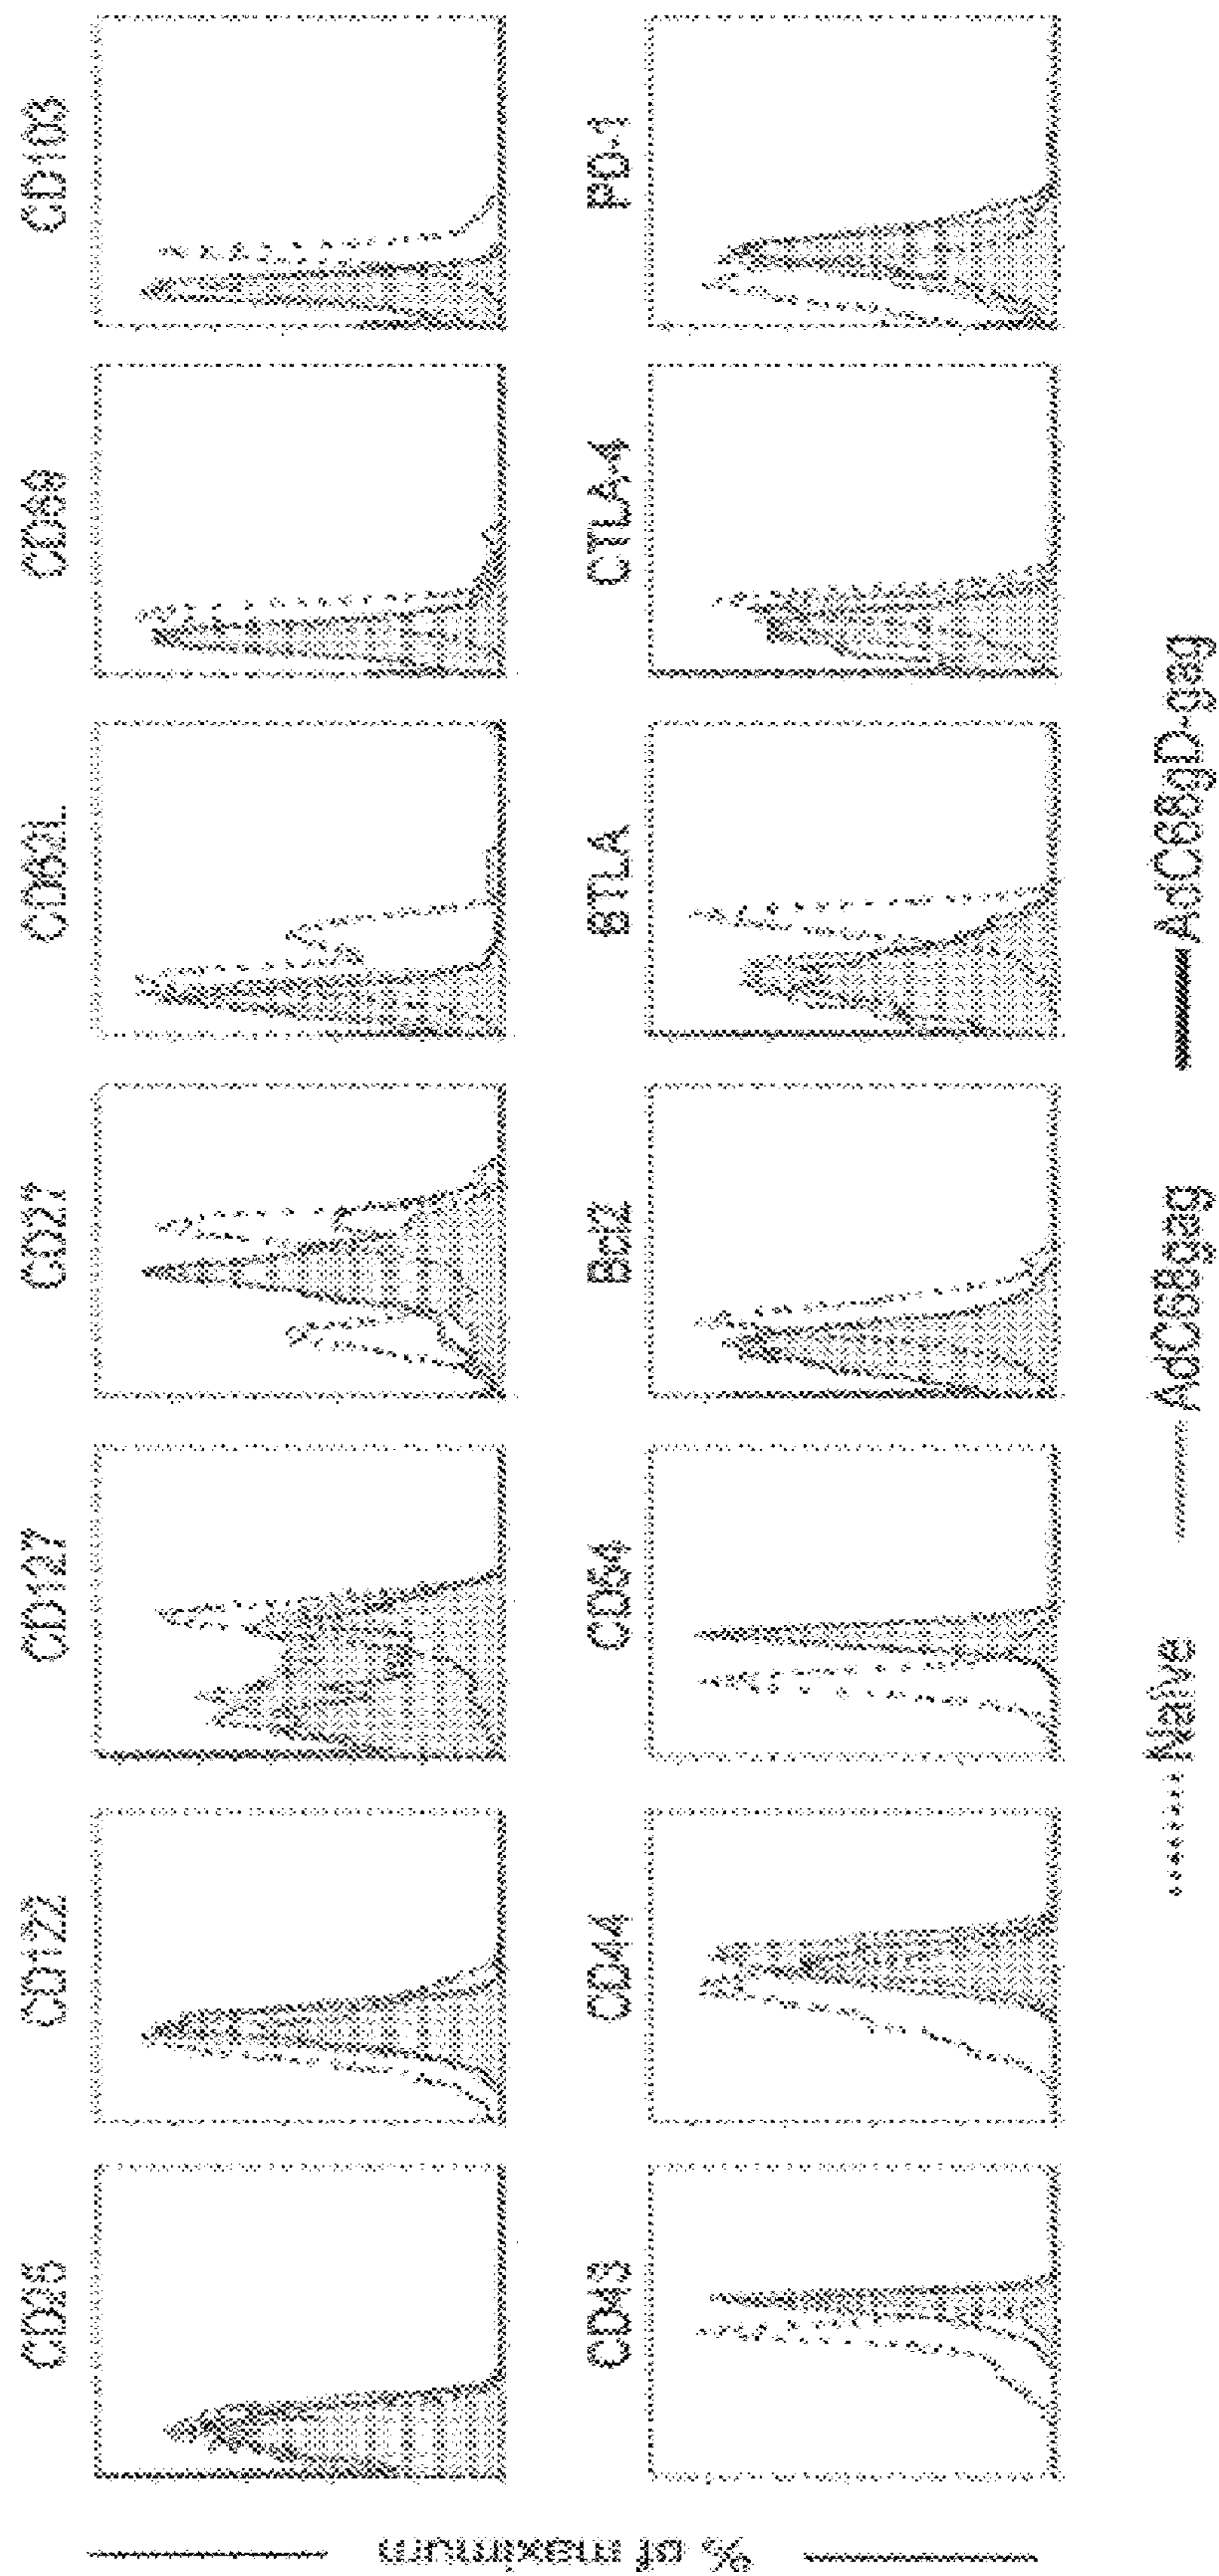 CD25 CD122 CD127 CD27 CD62L CD69 CD103
CD43 CD44 CD54 Bcl2 BTLA CTLA-4 PD-1
% of maximum
Naïve AdC68gag AdC68gD-gag